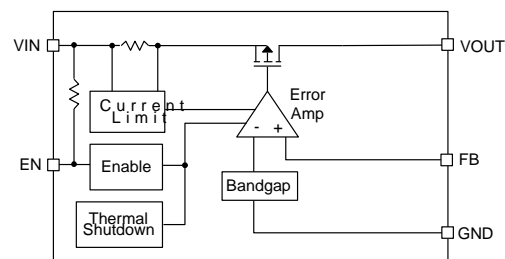 VIN
VOUT
Current
Limit
Error
Amp
- +
EN
Enable
FB
Bandgap
Thermal
Shutdown
GND